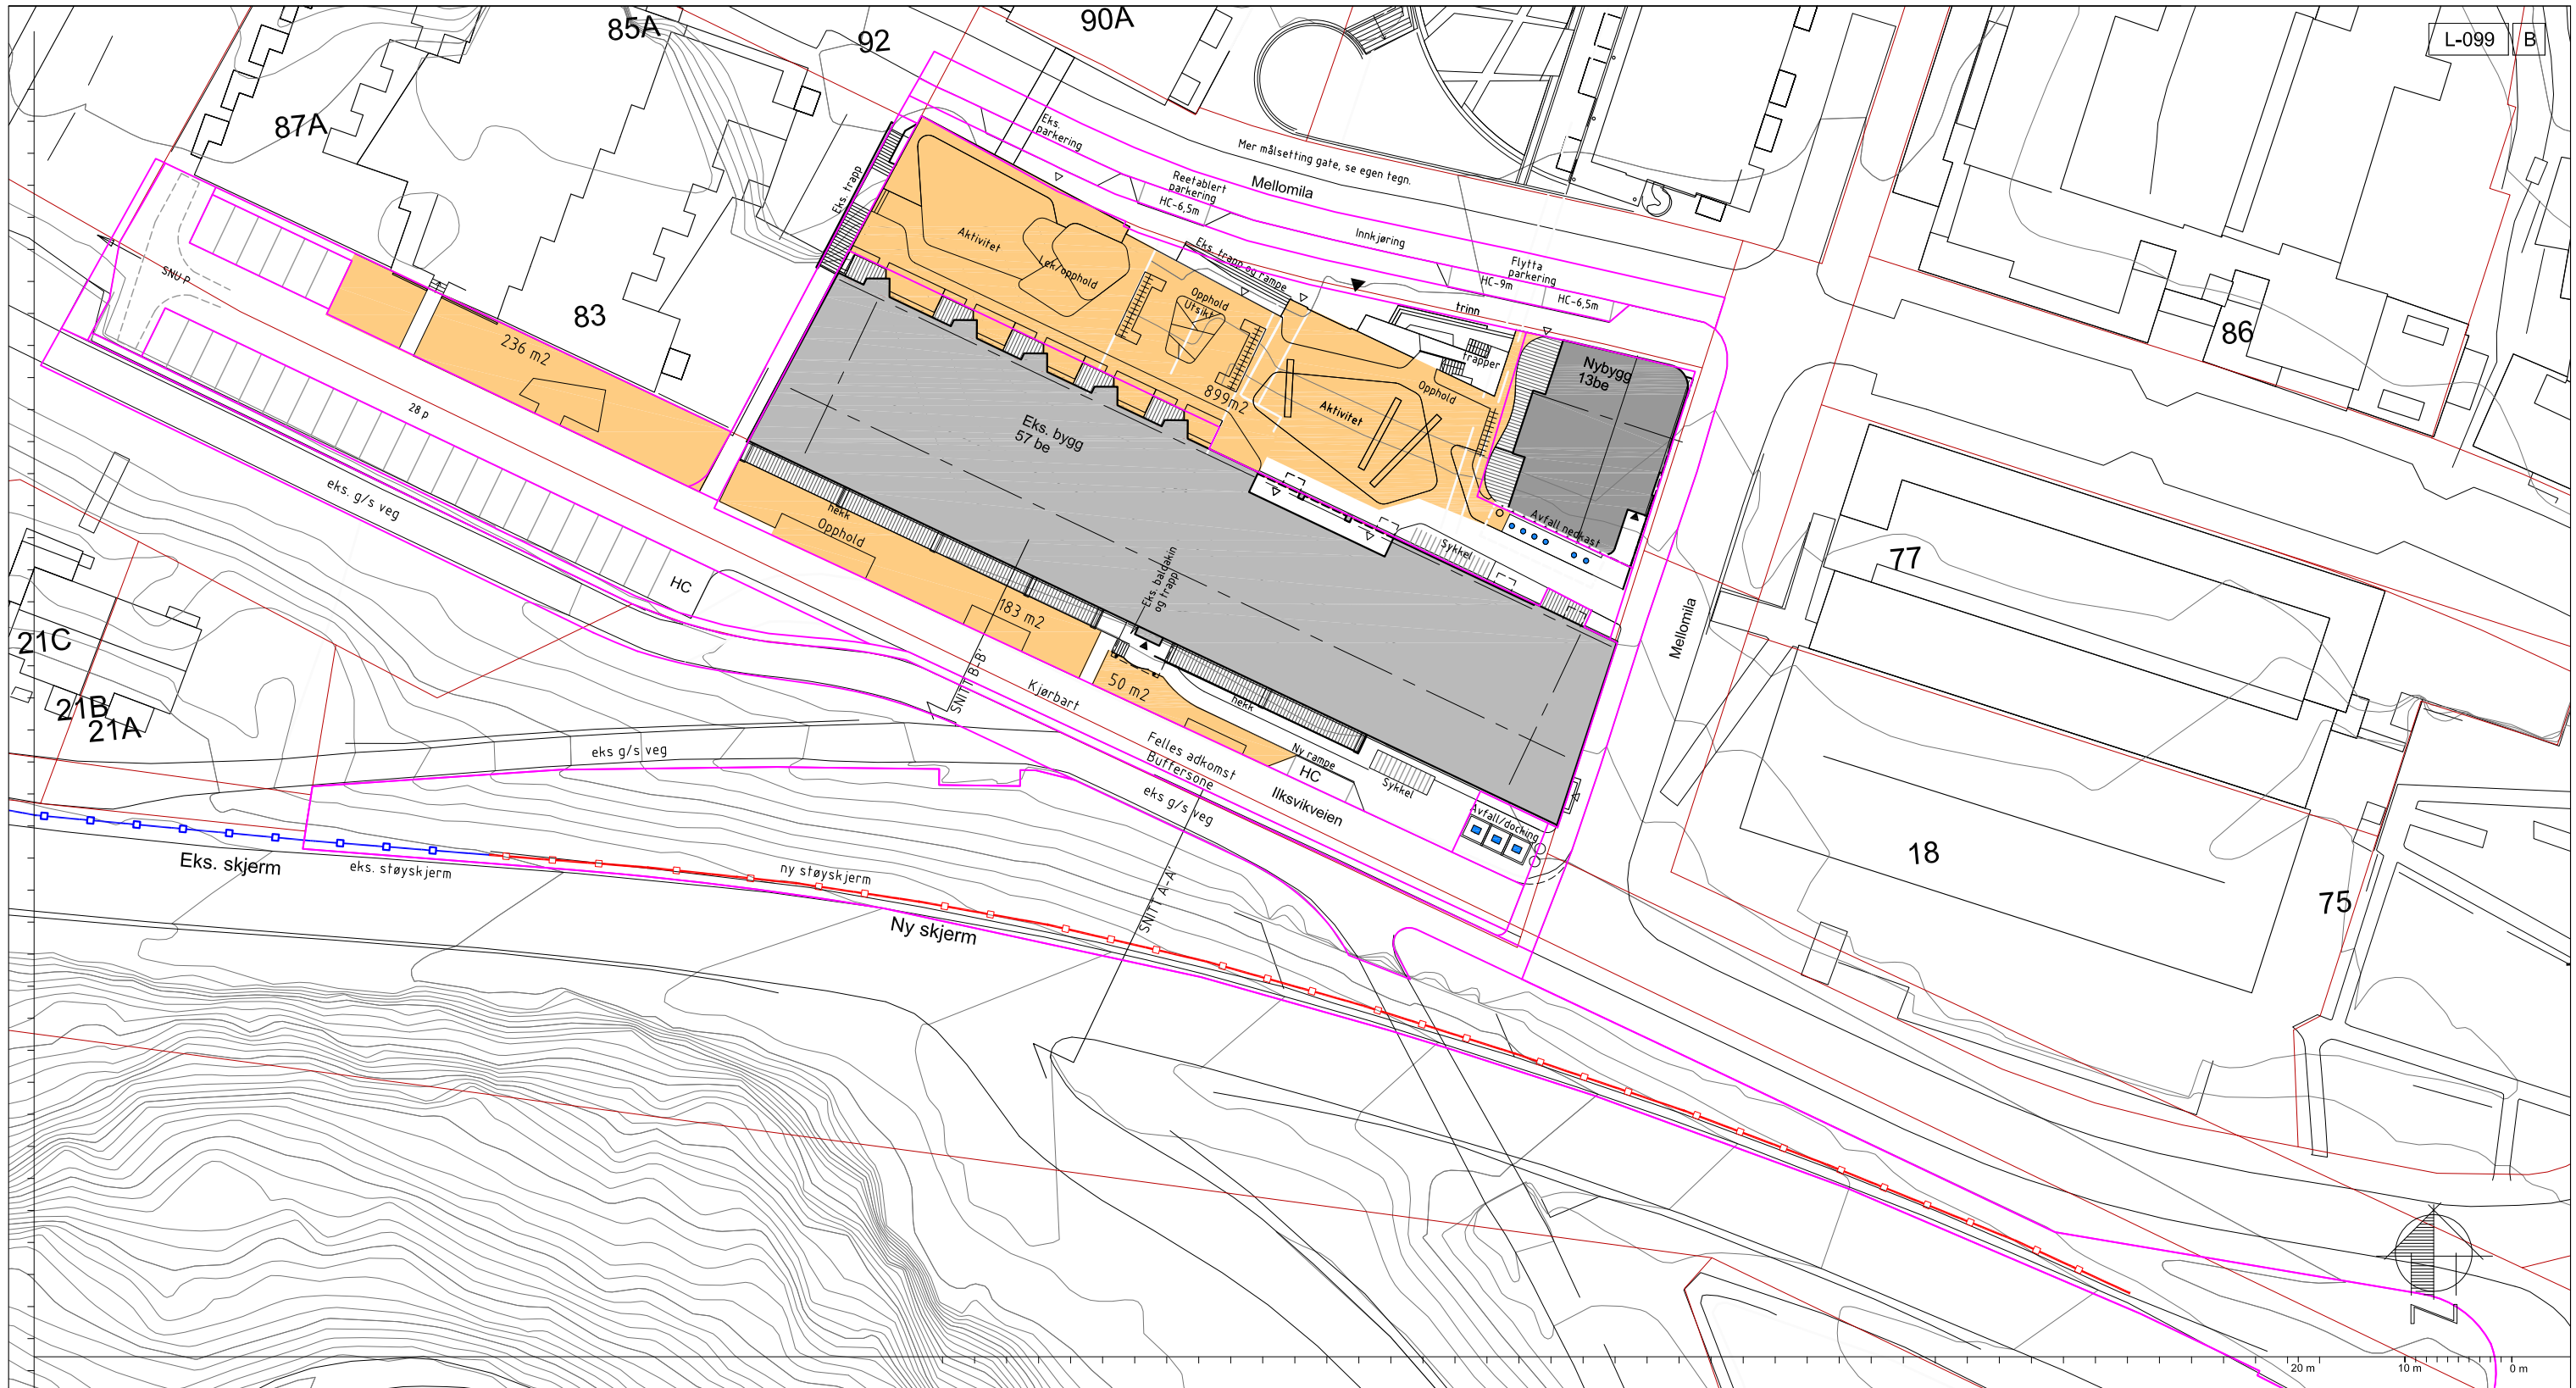 85A
92
90A
L-099 B
87A
Eks.
parkering
Mer målsetting gate, se egen tegn.
Eks. trapp
Reetablert
parkering
HC-6,5m
Mellomila
Aktivitet
Lek/opphold
Eks. trapp og rampe
Innkjøring
Flytta
parkering
HC-9m
HC-6,5m
SNU P
Opphold
Utsikt
trinn
83
236 m2
trapper
Nybygg
13be
86
28 p
899m2
Aktivitet
Opphold
Eks. bygg
57 be
eks. g/s veg
hekk
Opphold
Avfall nedkast
Sykkel
77
HC
Eks. baldakin
og trapp
183 m2
Mellomila
21C
21B
21A
SNITT B-B'
Kjørbart
50 m2
hekk
eks g/s veg
Felles adkomst
Buffersone
Ny rampe
HC
Sykkel
eks g/s veg
Ilksvikveien
Avfall/docking
18
75
Eks. skjerm
eks. støyskjerm
ny støyskjerm
Ny skjerm
SNITT A-A'
20 m
10 m
0 m